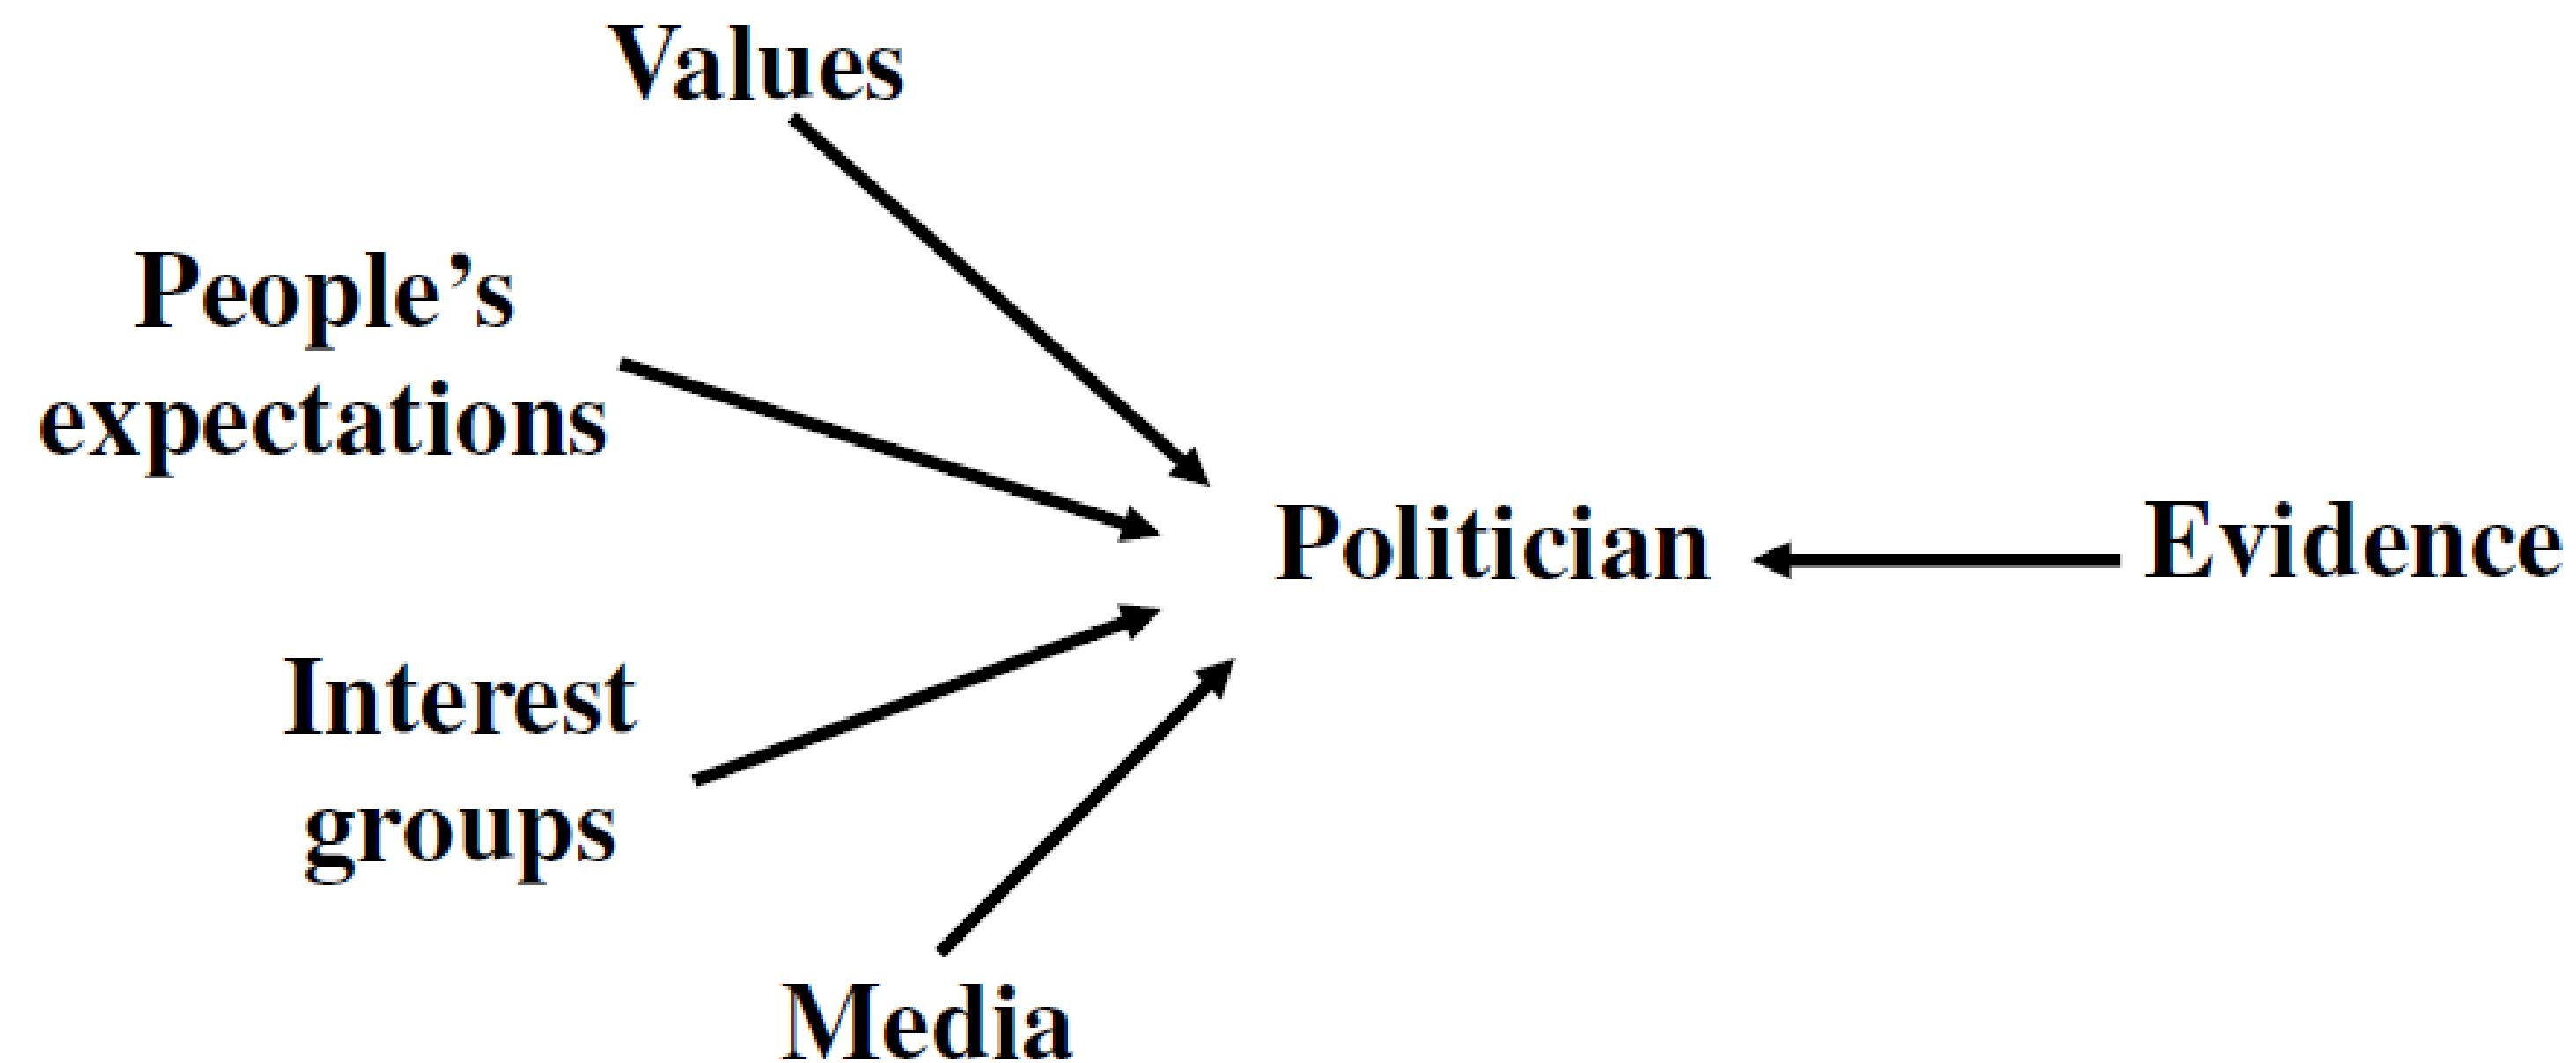 Values
People’s
expectations
Politician
Evidence
Interest
groups
Media